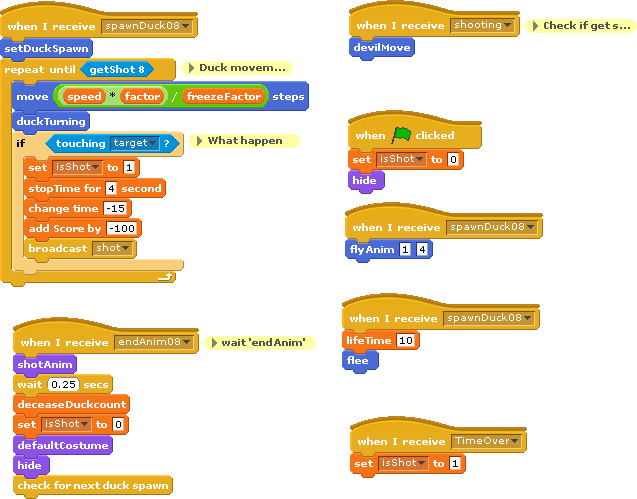 when I receive spawnDuck08
setDuckSpawn
repeat until getShot 8
Duck movem...
move speed * factor / freezeFactor steps
duckTurning
if touching target ?
What happen
set isShot to 1
stopTime for 4 second
change time -15
add Score by -100
broadcast shot
when I receive endAnim08
wait 'endAnim'
shotAnim
wait 0.25 secs
deceaseDuckcount
set isShot to 0
defaultCostume
hide
check for next duck spawn
when I receive shooting
Check if get s...
devilMove
when clicked
set isShot to 0
hide
when I receive spawnDuck08
flyAnim 1 4
when I receive spawnDuck08
lifeTime 10
flee
when I receive TimeOver
set isShot to 1